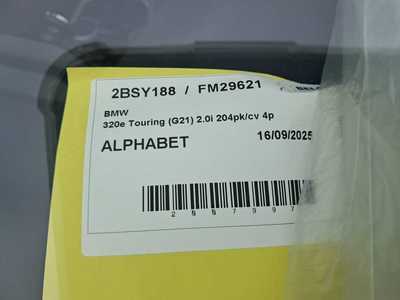 2BSY188 / FM29621
BMW
320e Touring (G21) 2.0i 204pk/cv 4p
ALPHABET 16/09/2025